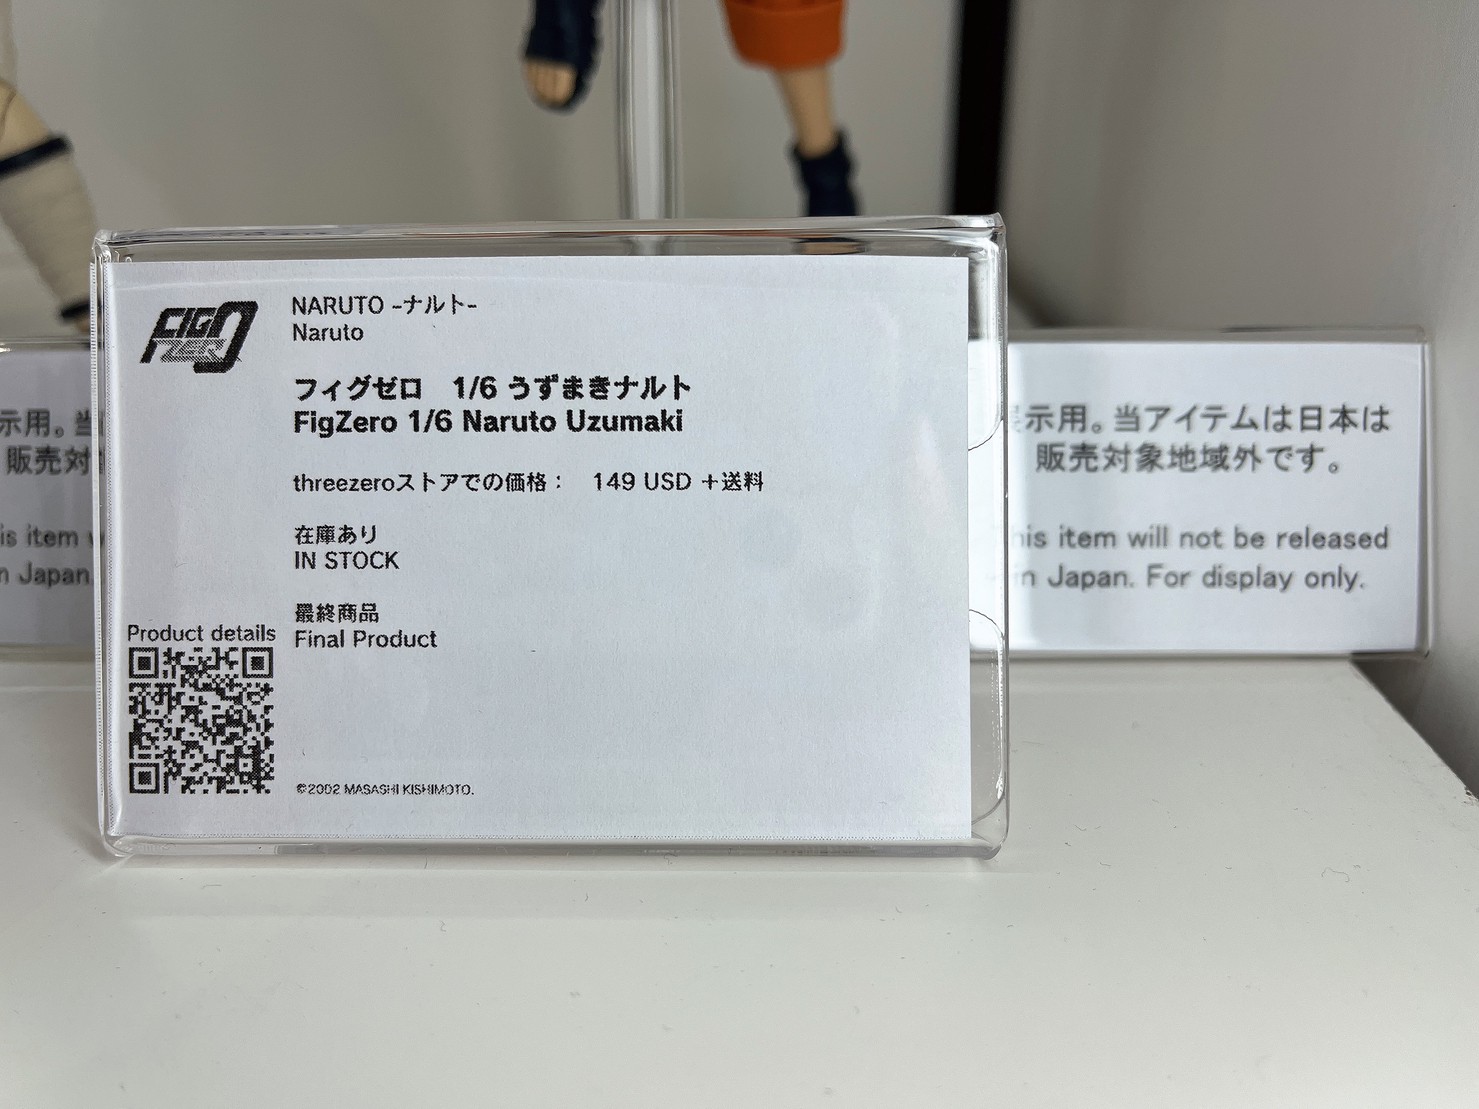 FIG ZERO
NARUTO -ナルト-
Naruto
フィグゼロ 1/6 うずまきナルト
FigZero 1/6 Naruto Uzumaki
threezeroストアでの価格： 149 USD +送料
在庫あり
IN STOCK
最終商品
Final Product
Product details
©2002 MASASHI KISHIMOTO.
示用。当アイテムは日本は
販売対象地域外です。
his item will not be released
in Japan. For display only.
示用。当
販売対
is item
n Japan.